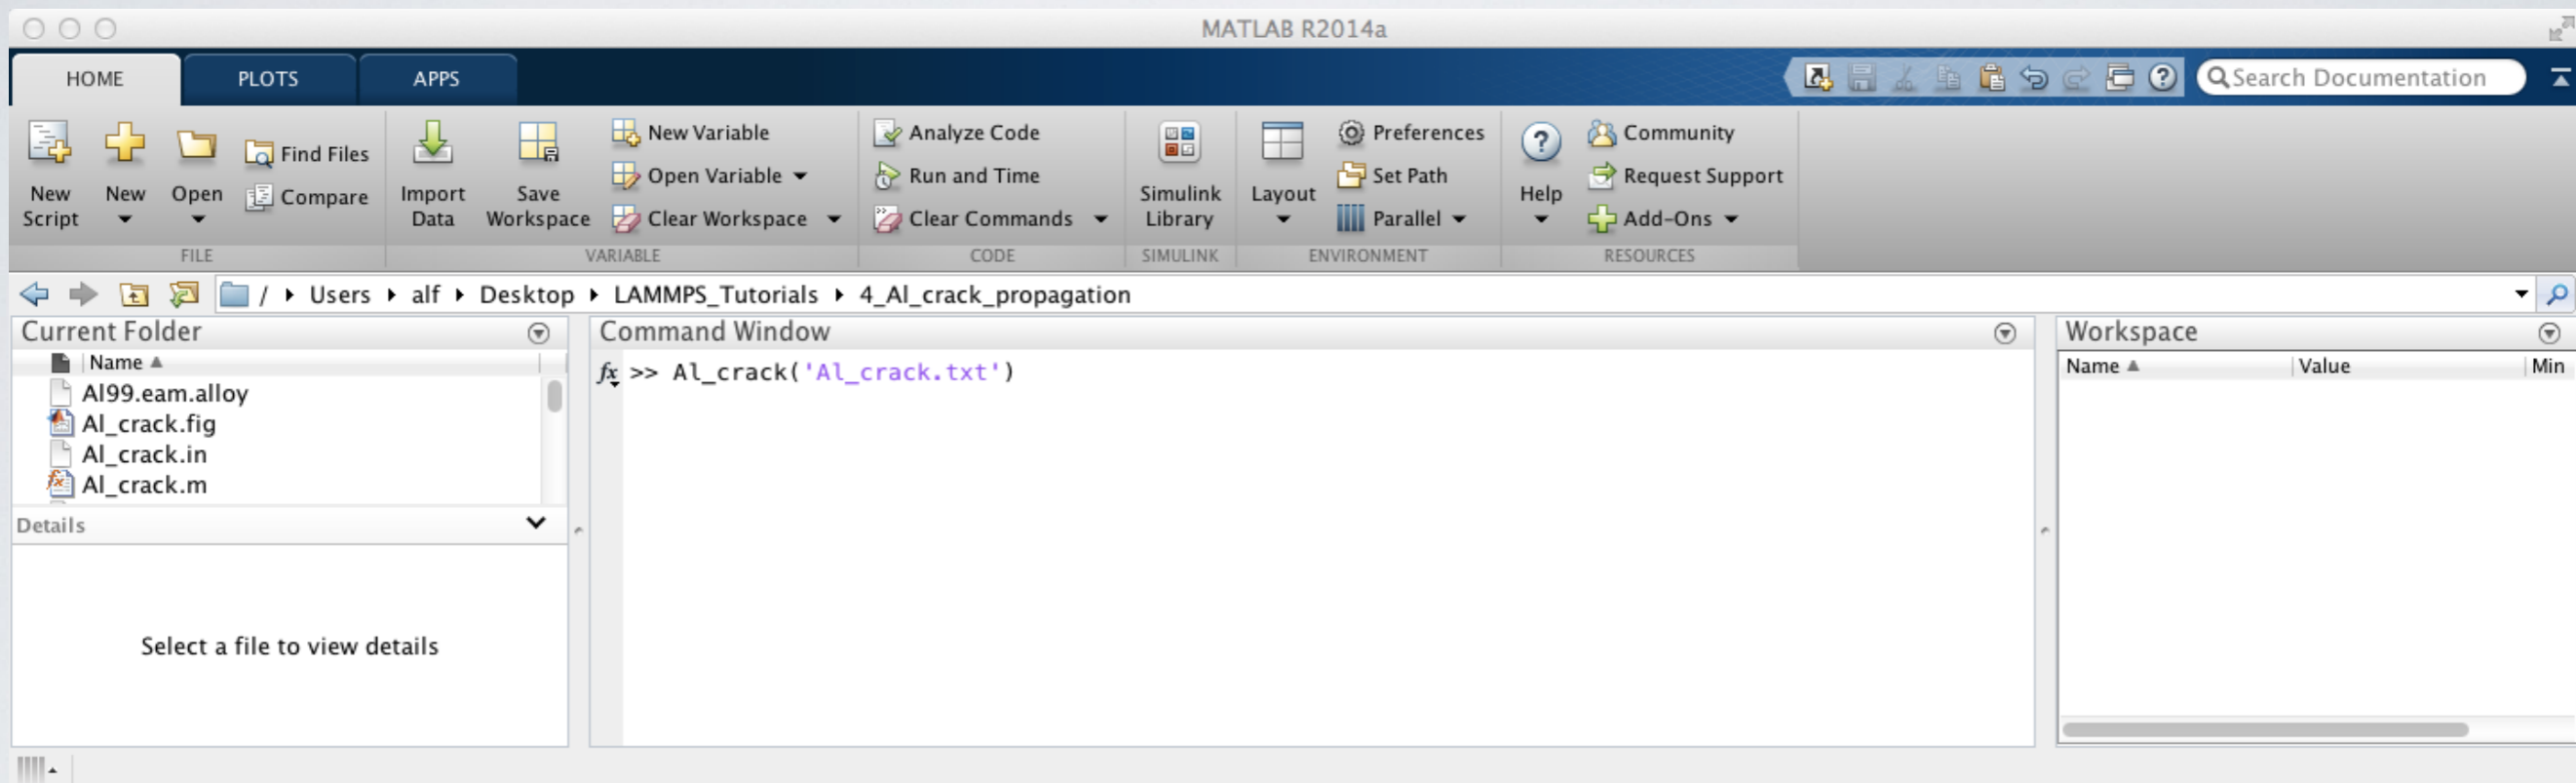 MATLAB R2014a
HOME PLOTS APPS Search Documentation
New Script
New
Open
Find Files
Compare
FILE
Import Data
Save Workspace
New Variable
Open Variable
Clear Workspace
VARIABLE
Analyze Code
Run and Time
Clear Commands
CODE
Simulink Library
SIMULINK
Layout
Preferences
Set Path
Parallel
ENVIRONMENT
Help
Community
Request Support
Add-Ons
RESOURCES
/ Users alf Desktop LAMMPS_Tutorials 4_Al_crack_propagation
Current Folder
Name
Al99.eam.alloy
Al_crack.fig
Al_crack.in
Al_crack.m
Details
Select a file to view details
Command Window
fx >> Al_crack('Al_crack.txt')
Workspace
Name Value Min